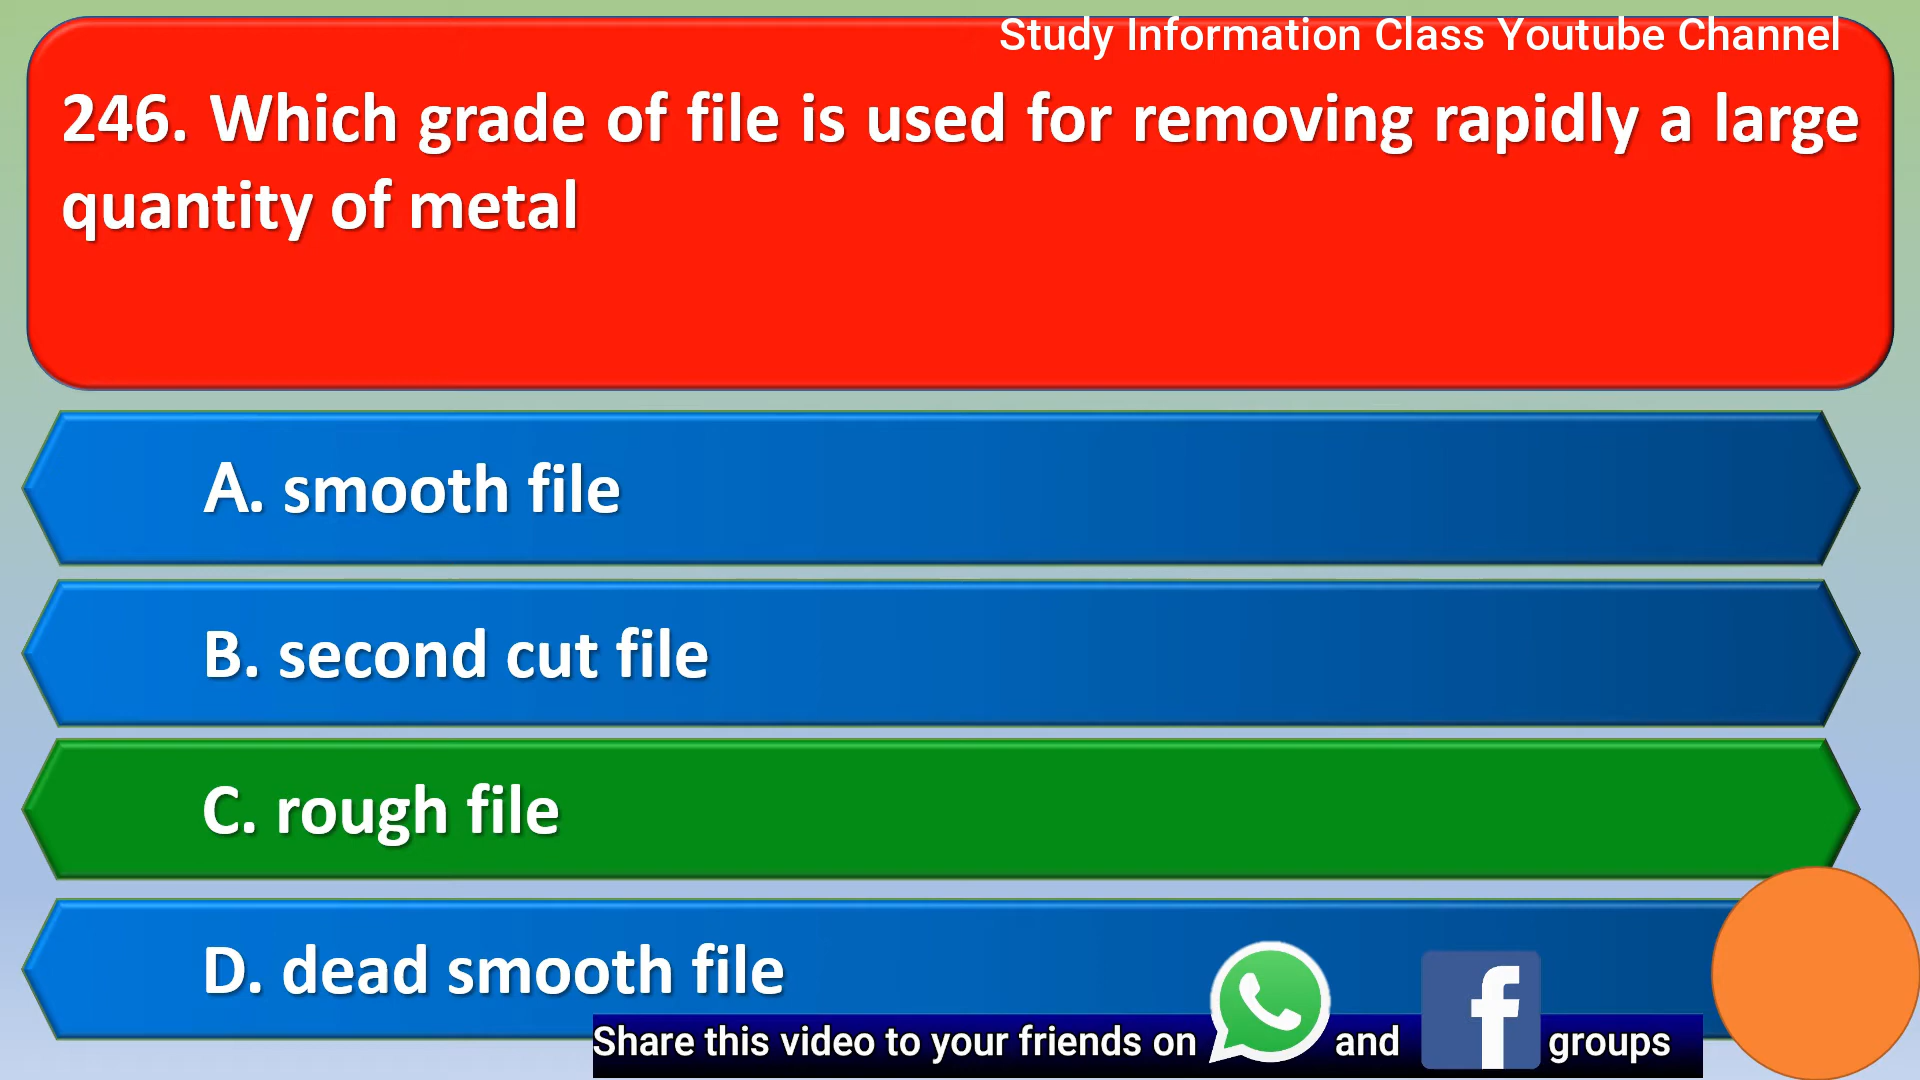 Study Information Class Youtube Channel
246. Which grade of file is used for removing rapidly a large
quantity of metal
A. smooth file
B. second cut file
C. rough file
D. dead smooth file
Share this video to your friends on and f groups